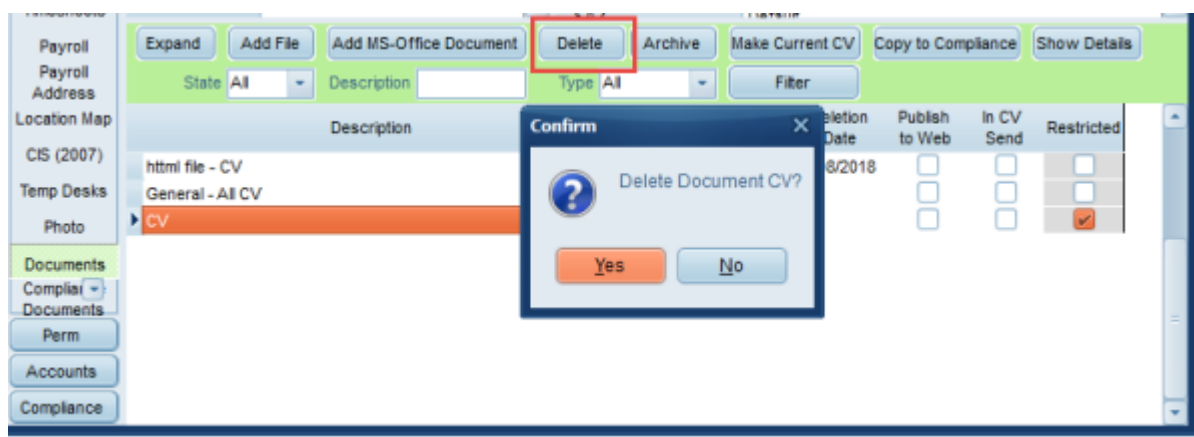 Payroll
Payroll
Address
Location Map
CIS (2007)
Temp Desks
Photo
Documents
Documents
Perm
Accounts
Compliance
Expand Add File Add MS-Office Document Delete Archive Make Current CV Copy to Compliance Show Details
State All Description Type All Filter
Description
Date
Publish
to Web
In CV
Send
Restricted
httml file - CV
8/2018
General - All CV
CV
Confirm
Delete Document CV?
Yes No